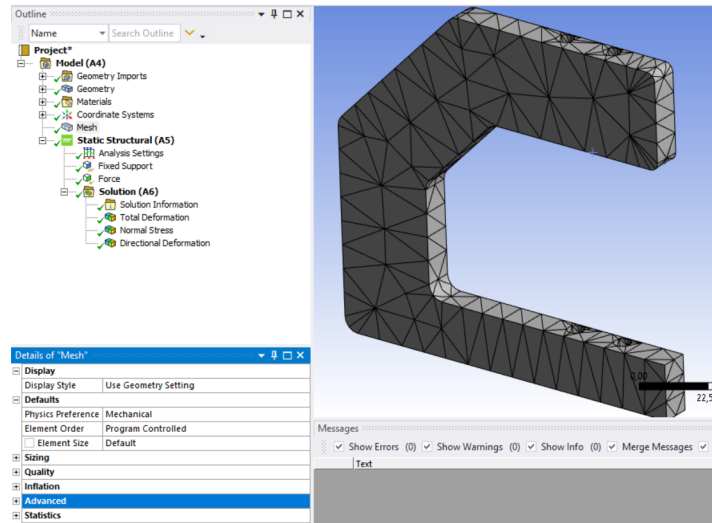 Outline
Name Search Outline
Project*
Model (A4)
Geometry Imports
Geometry
Materials
Coordinate Systems
Mesh
Static Structural (A5)
Analysis Settings
Fixed Support
Force
Solution (A6)
Solution Information
Total Deformation
Normal Stress
Directional Deformation
Details of "Mesh"
Display
Display Style Use Geometry Setting
Defaults
Physics Preference Mechanical
Element Order Program Controlled
Element Size Default
Sizing
Quality
Inflation
Advanced
Statistics
0,00
22,5
Messages
Show Errors (0) Show Warnings (0) Show Info (0) Merge Messages
Text